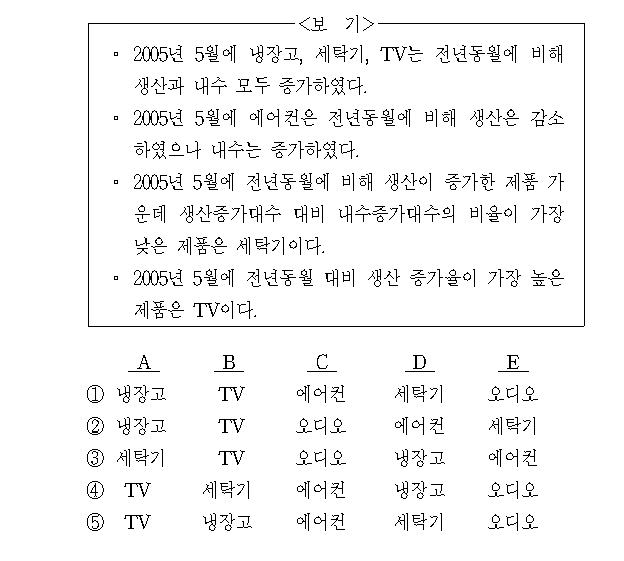 <보 기>
▫ 2005년 5월에 냉장고, 세탁기, TV는 전년동월에 비해
생산과 내수 모두 증가하였다.
▫ 2005년 5월에 에어컨은 전년동월에 비해 생산은 감소
하였으나 내수는 증가하였다.
▫ 2005년 5월에 전년동월에 비해 생산이 증가한 제품 가
운데 생산증가대수 대비 내수증가대수의 비율이 가장
낮은 제품은 세탁기이다.
▫ 2005년 5월에 전년동월 대비 생산 증가율이 가장 높은
제품은 TV이다.
A B C D E
① 냉장고 TV 에어컨 세탁기 오디오
② 냉장고 TV 오디오 에어컨 세탁기
③ 세탁기 TV 오디오 냉장고 에어컨
④ TV 세탁기 에어컨 냉장고 오디오
⑤ TV 냉장고 에어컨 세탁기 오디오